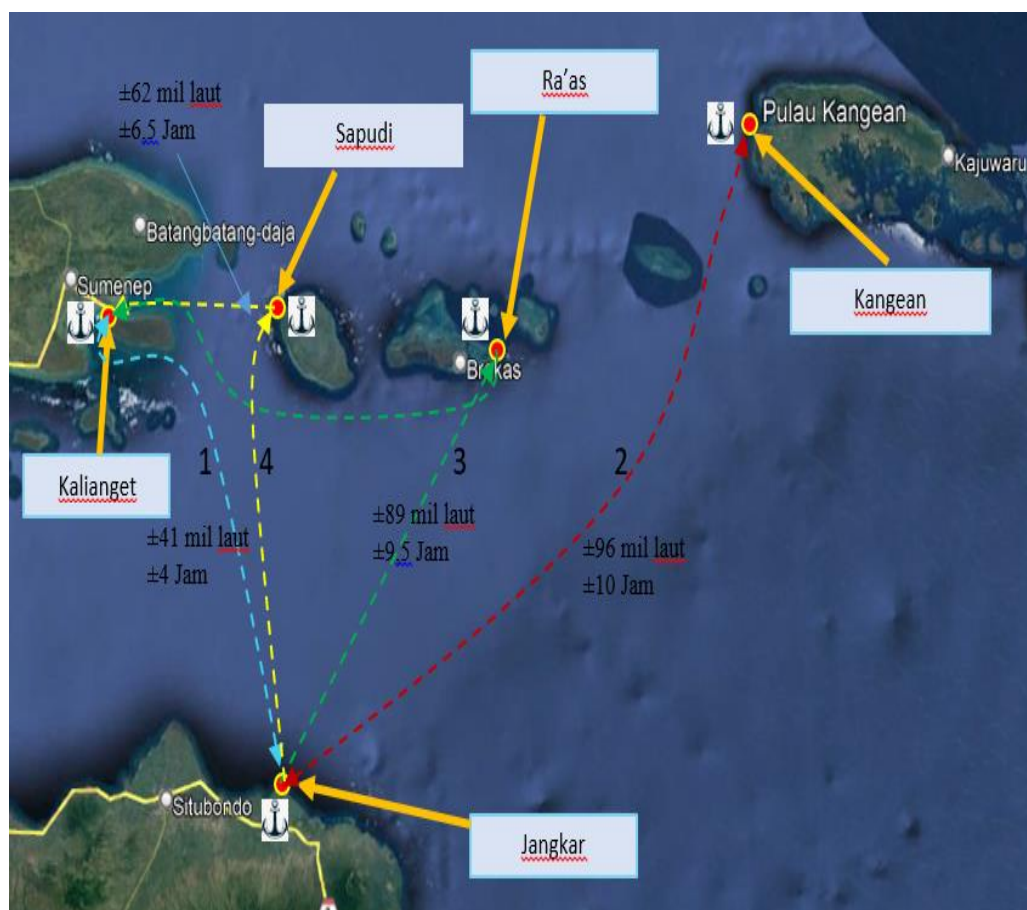 ±62 mil laut
±6,5 Jam
Sapudi
Ra’as
Pulau Kangean
Kajuwaru
Batangbatang-daja
Sumenep
Kangean
Brakas
Kalianget
1
4
3
2
±41 mil laut
±4 Jam
±89 mil laut
±9,5 Jam
±96 mil laut
±10 Jam
Situbondo
Jangkar